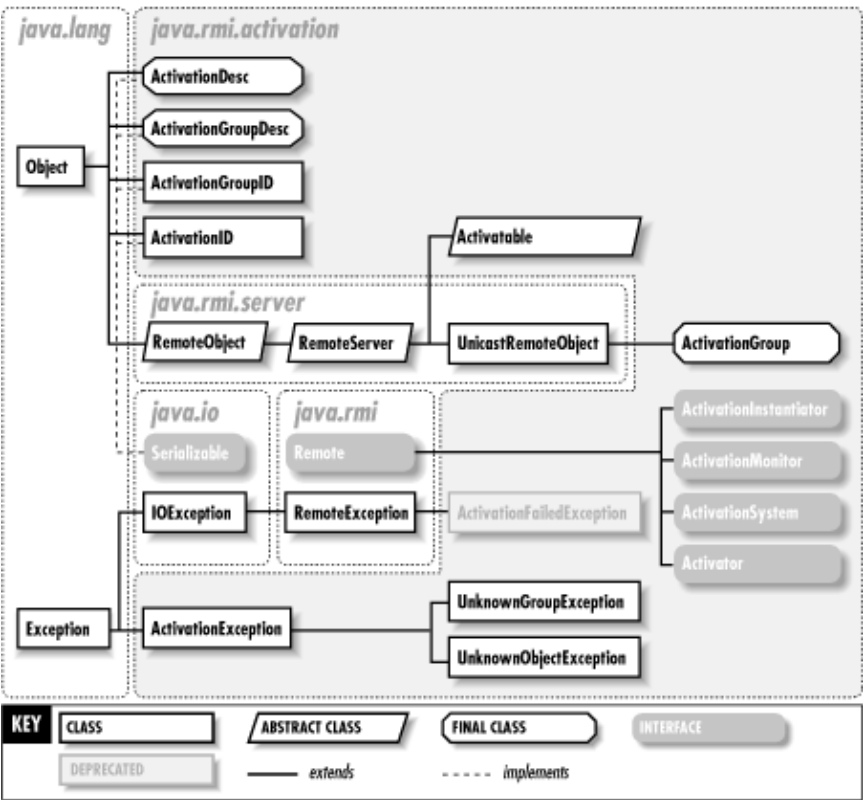 java.lang
java.rmi.activation
ActivationDesc
ActivationGroupDesc
Object
ActivationGroupID
ActivationID
Activatable
java.rmi.server
RemoteObject
RemoteServer
UnicastRemoteObject
ActivationGroup
java.io
java.rmi
ActivationInstantiator
Serializable
Remote
ActivationMonitor
IOException
RemoteException
ActivationFailedException
ActivationSystem
Activator
UnknownGroupException
Exception
ActivationException
UnknownObjectException
KEY
CLASS
ABSTRACT CLASS
FINAL CLASS
INTERFACE
DEPRECATED
extends
implements